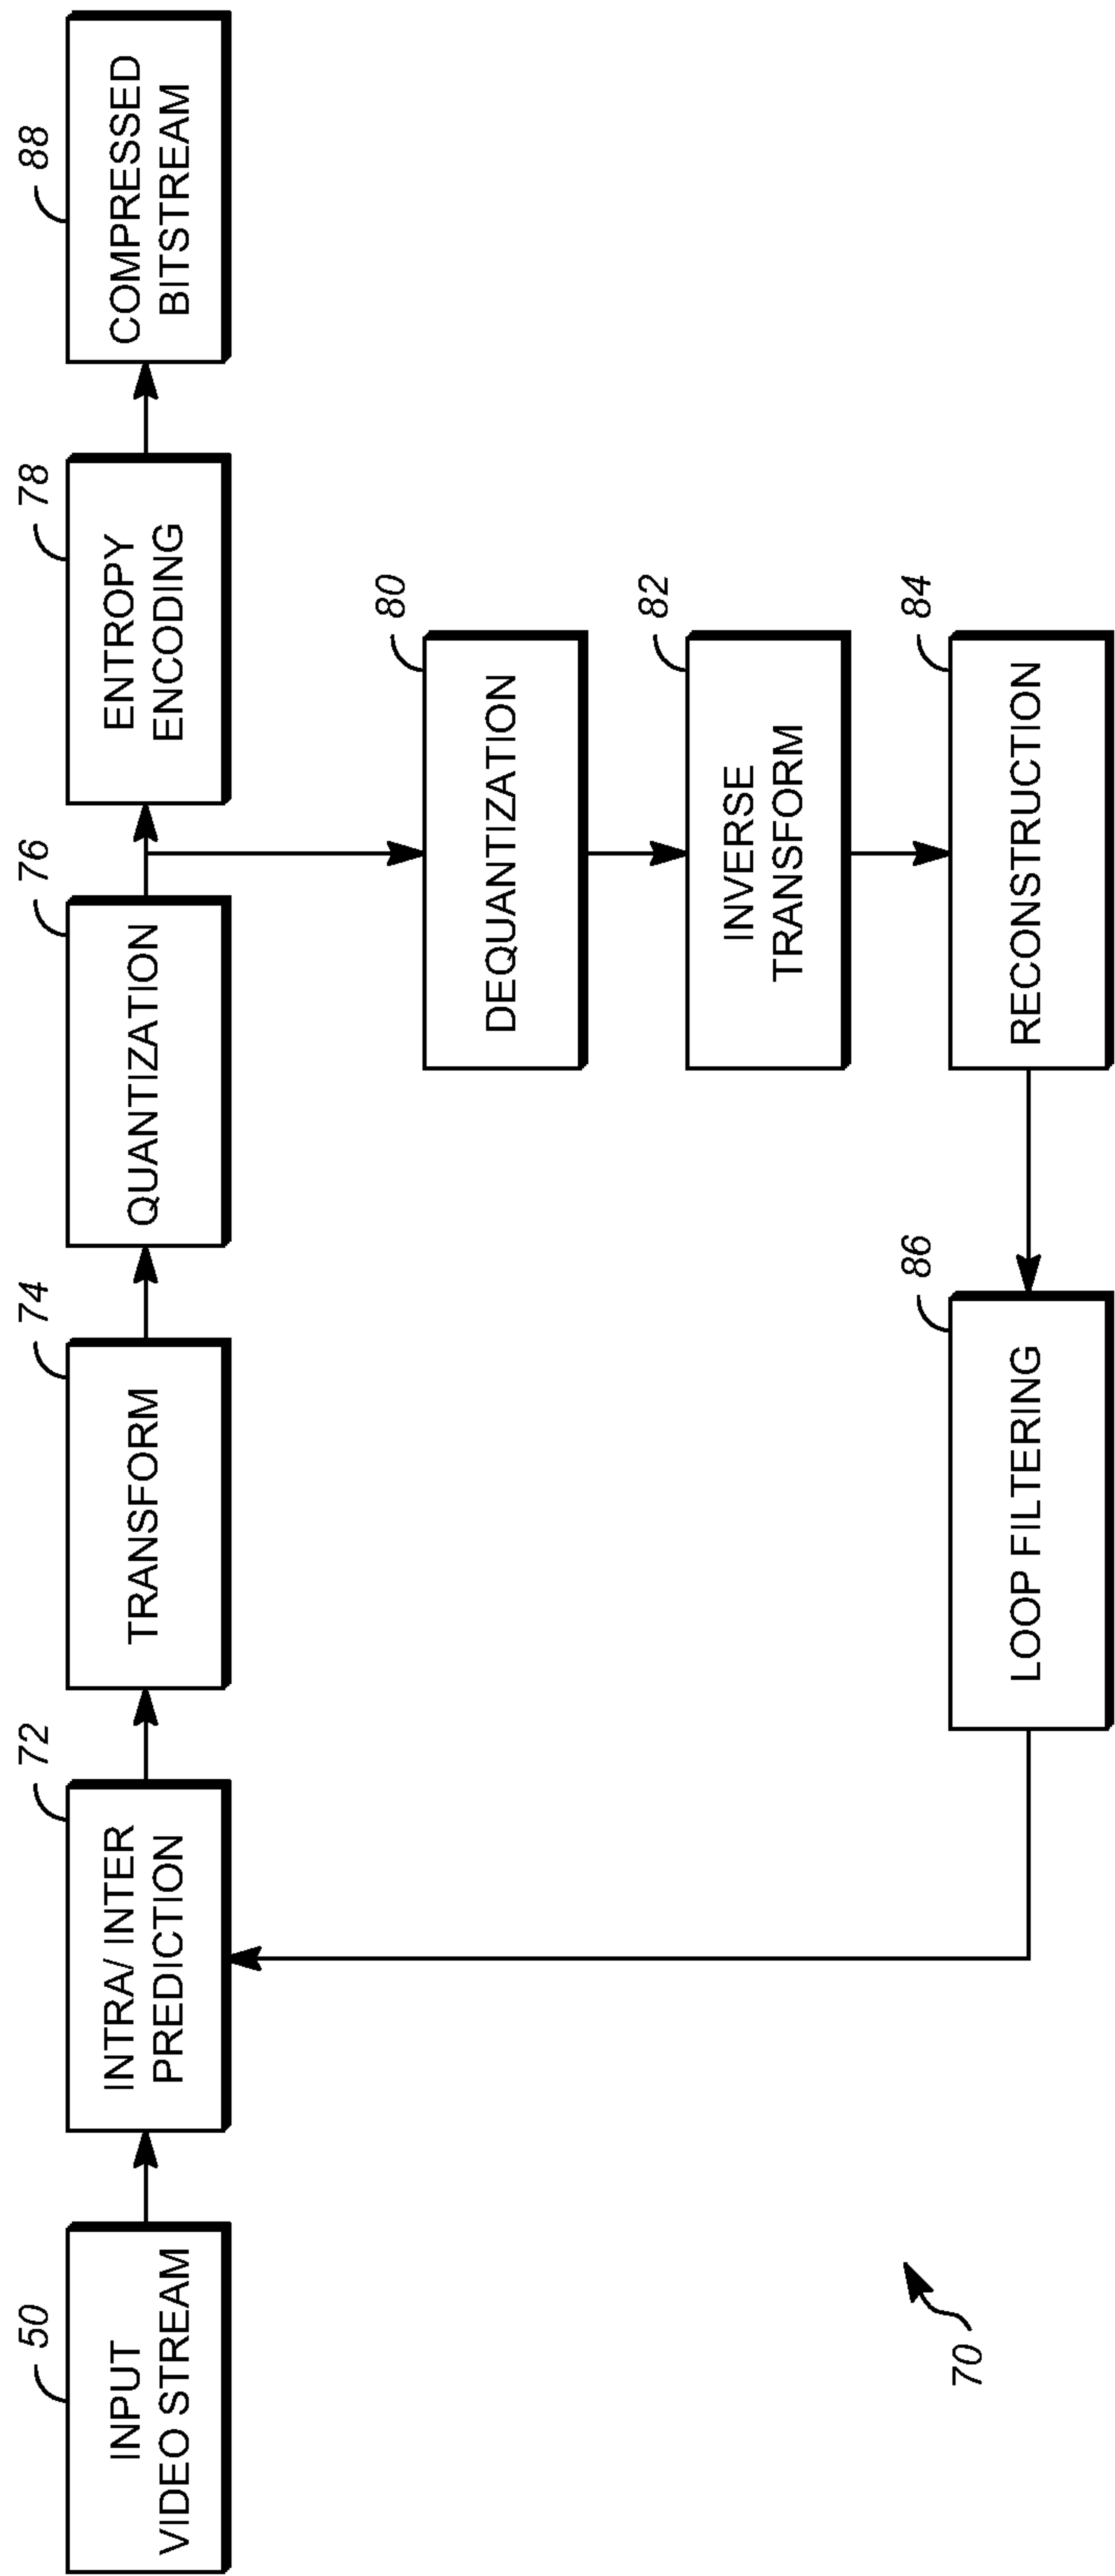 50
INPUT
VIDEO STREAM
72
INTRA/ INTER
PREDICTION
74
TRANSFORM
76
QUANTIZATION
78
ENTROPY
ENCODING
88
COMPRESSED
BITSTREAM
80
DEQUANTIZATION
82
INVERSE
TRANSFORM
86
LOOP FILTERING
84
RECONSTRUCTION
70